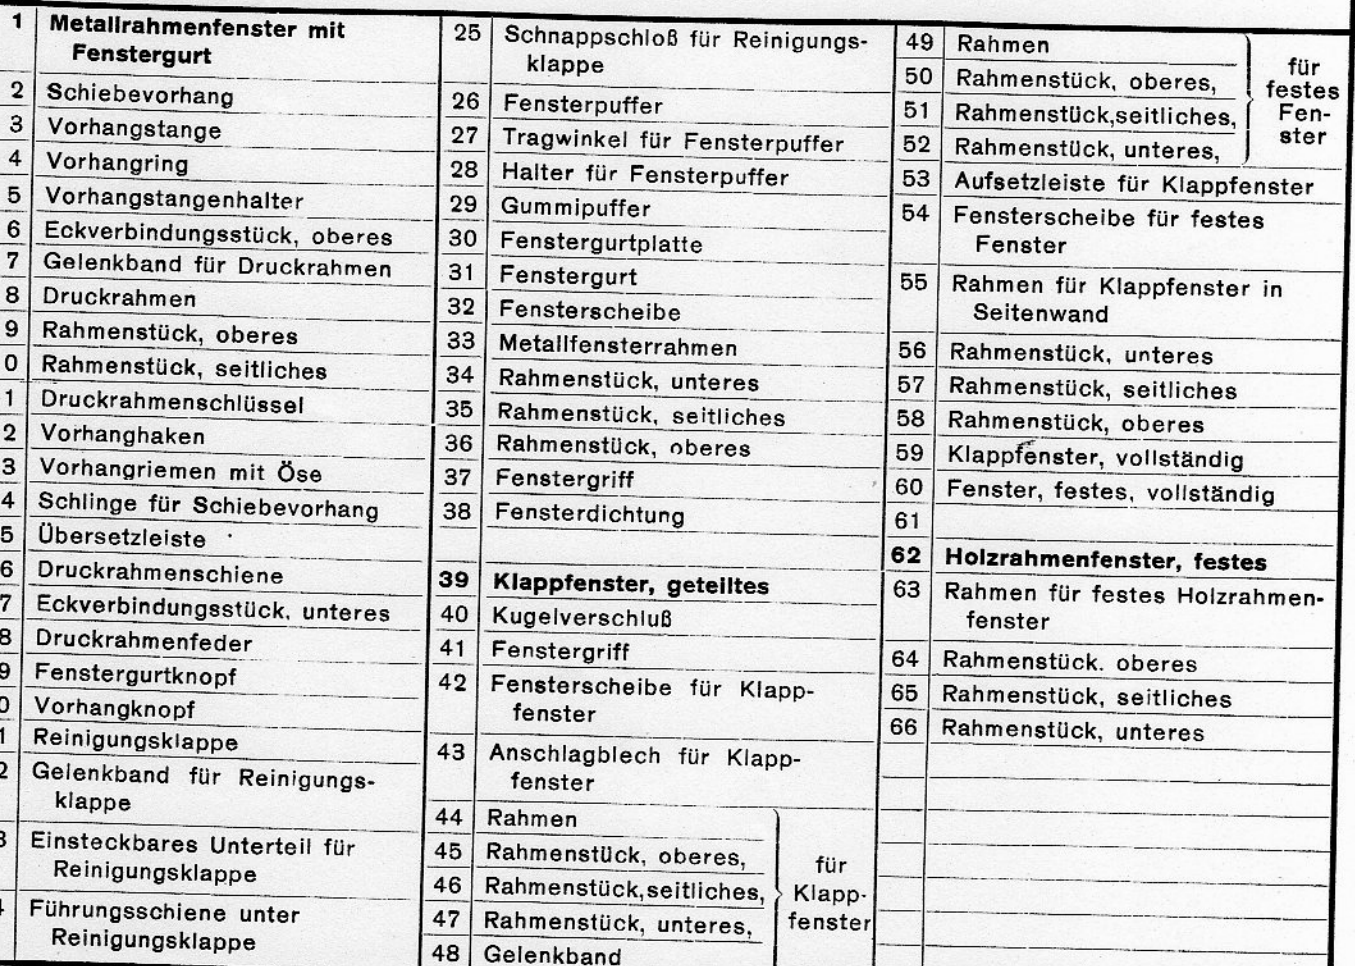 1 Metallrahmenfenster mit
Fenstergurt
2 Schiebevorhang
3 Vorhangstange
4 Vorhangring
5 Vorhangstangenhalter
6 Eckverbindungsstück, oberes
7 Gelenkband für Druckrahmen
8 Druckrahmen
9 Rahmenstück, oberes
0 Rahmenstück, seitliches
1 Druckrahmenschlüssel
2 Vorhanghaken
3 Vorhangriemen mit Öse
4 Schlinge für Schiebevorhang
5 Übersetzleiste
6 Druckrahmenschiene
7 Eckverbindungsstück. unteres
8 Druckrahmenfeder
9 Fenstergurtknopf
0 Vorhangknopf
1 Reinigungsklappe
2 Gelenkband für Reinigungs-
klappe
3 Einsteckbares Unterteil für
Reinigungsklappe
4 Führungsschiene unter
Reinigungsklappe
25 Schnappschloß für Reinigungs-
klappe
26 Fensterpuffer
27 Tragwinkel für Fensterpuffer
28 Halter für Fensterpuffer
29 Gummipuffer
30 Fenstergurtplatte
31 Fenstergurt
32 Fensterscheibe
33 Metallfensterrahmen
34 Rahmenstück, unteres
35 Rahmenstück, seitliches
36 Rahmenstück, oberes
37 Fenstergriff
38 Fensterdichtung
39 Klappfenster, geteiltes
40 Kugelverschluß
41 Fenstergriff
42 Fensterscheibe für Klapp-
fenster
43 Anschlagblech für Klapp-
fenster
44 Rahmen
45 Rahmenstück, oberes,
46 Rahmenstück,seitliches,
47 Rahmenstück, unteres,
48 Gelenkband
für
Klapp-
fenster
49 Rahmen
50 Rahmenstück, oberes,
51 Rahmenstück,seitliches,
52 Rahmenstück, unteres,
für
festes
Fen-
ster
53 Aufsetzleiste für Klappfenster
54 Fensterscheibe für festes
Fenster
55 Rahmen für Klappfenster in
Seitenwand
56 Rahmenstück, unteres
57 Rahmenstück, seitliches
58 Rahmenstück, oberes
59 Klappfenster, vollständig
60 Fenster, festes, vollständig
61
62 Holzrahmenfenster, festes
63 Rahmen für festes Holzrahmen-
fenster
64 Rahmenstück. oberes
65 Rahmenstück, seitliches
66 Rahmenstück, unteres